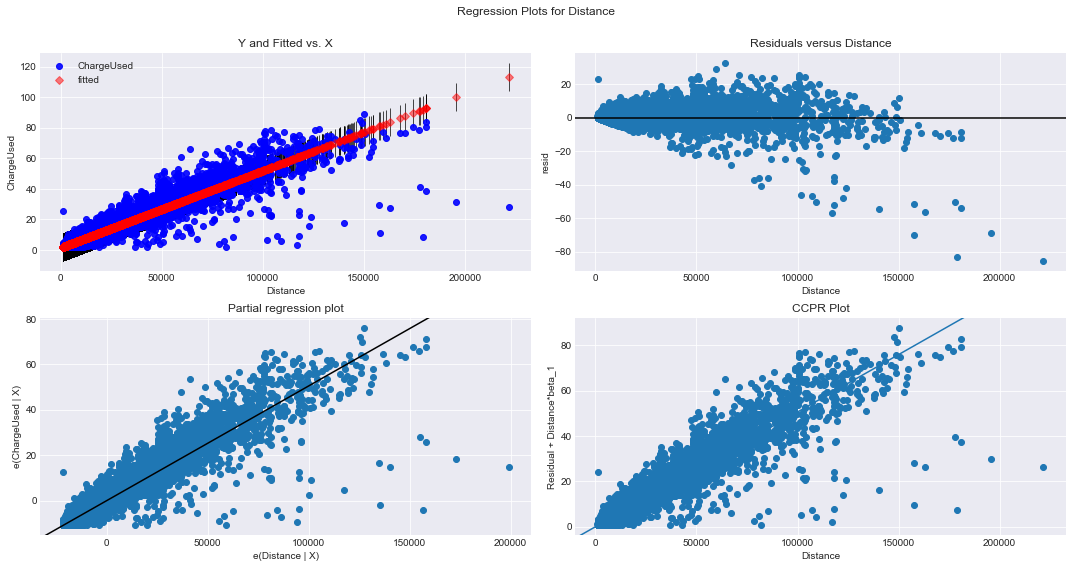 Regression Plots for Distance
Y and Fitted vs. X
ChargeUsed
fitted
120
100
80
60
40
20
0
ChargeUsed
0 50000 100000 150000 200000
Distance
Residuals versus Distance
20
0
−20
−40
−60
−80
resid
0 50000 100000 150000 200000
Distance
Partial regression plot
80
60
40
20
0
e(ChargeUsed | X)
0 50000 100000 150000 200000
e(Distance | X)
CCPR Plot
80
60
40
20
0
Residual + Distance*beta_1
0 50000 100000 150000 200000
Distance